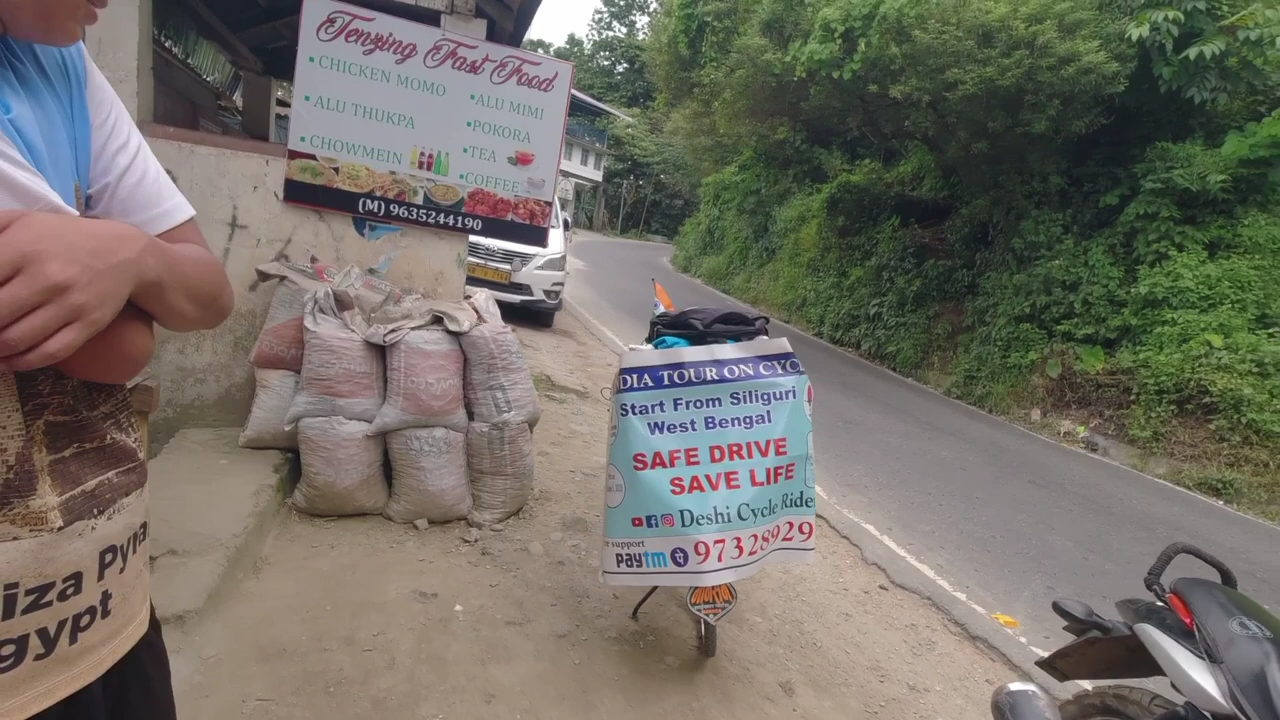 Tenzing Fast Food
CHICKEN MOMO
ALU THUKPA
CHOWMEIN
ALU MIMI
POKORA
TEA
COFFEE
(M) 9635244190
DIA TOUR ON CYC
Start From Siliguri
West Bengal
SAFE DRIVE
SAVE LIFE
Deshi Cycle Ride
support
paytm 97328929
iza Pyra
gypt